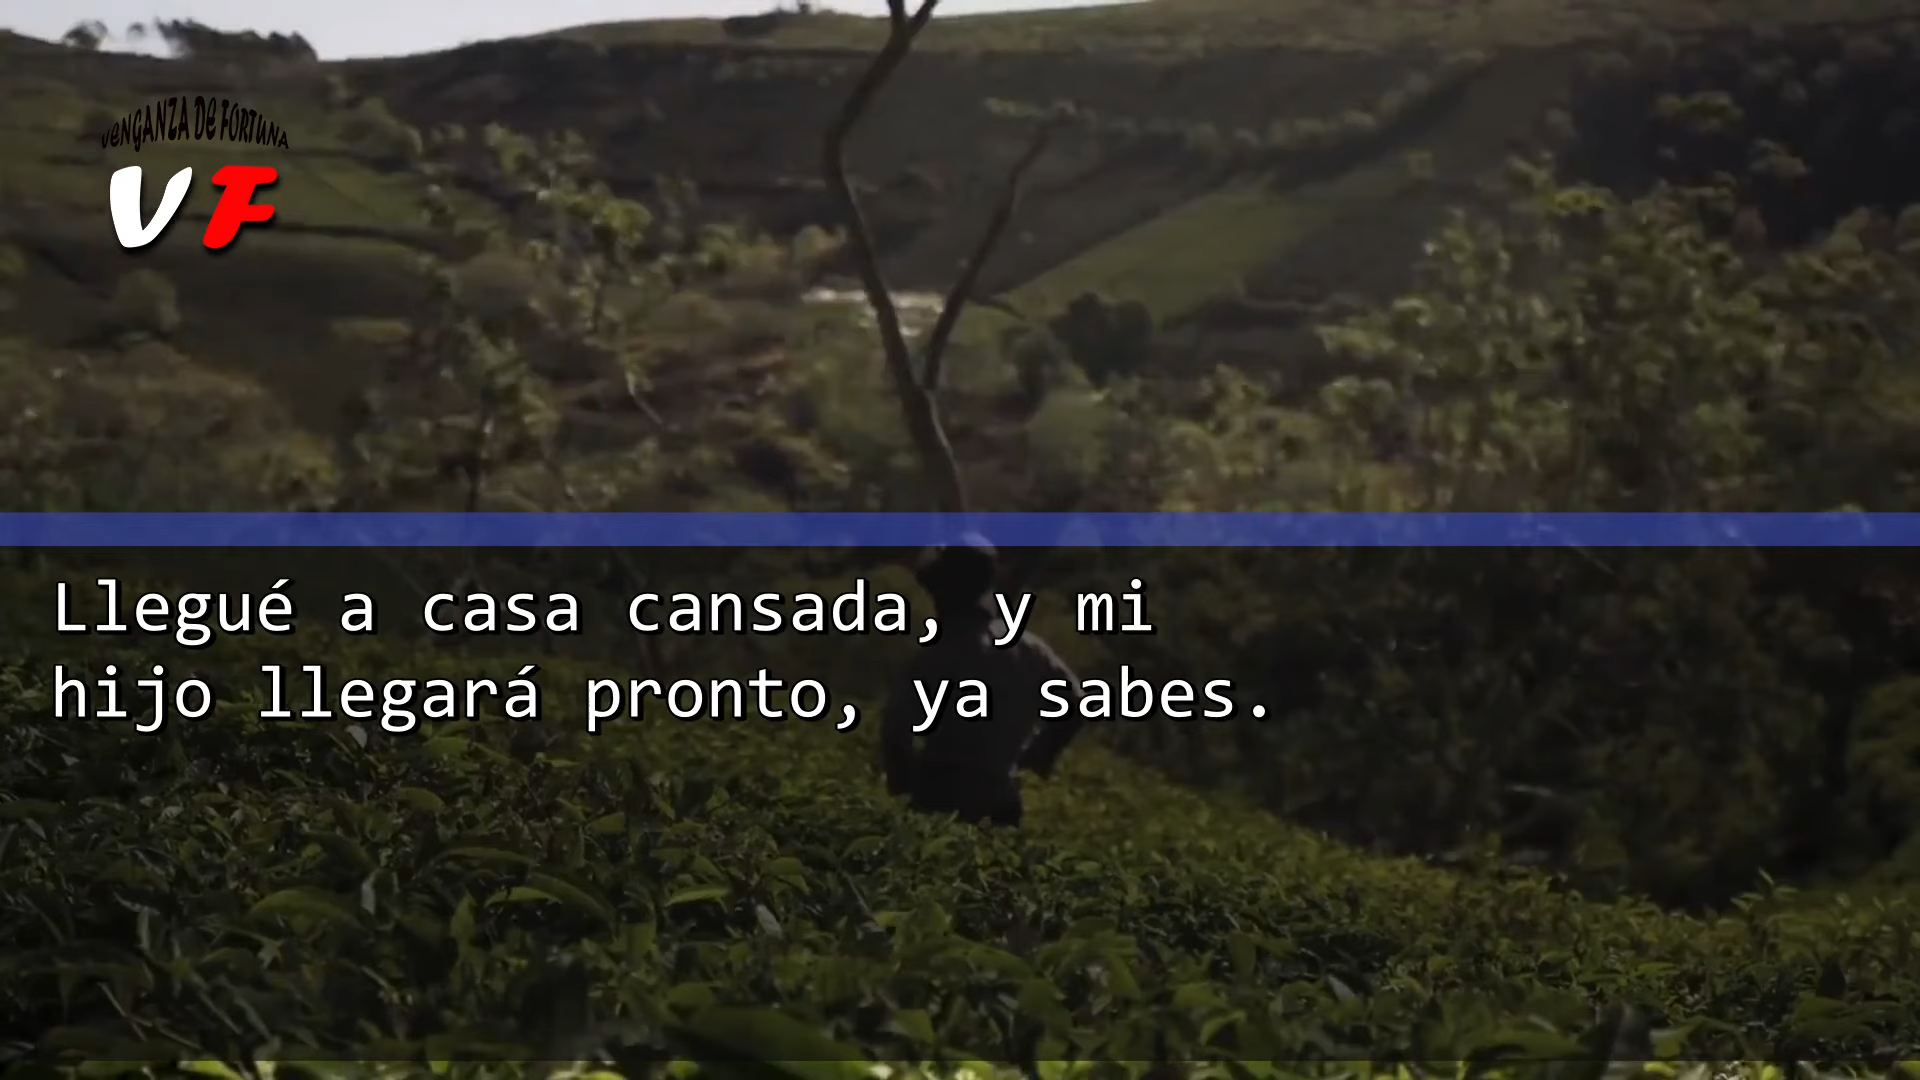 VENGANZA DE FORTUNA
VF
Llegué a casa cansada, y mi
hijo llegará pronto, ya sabes.